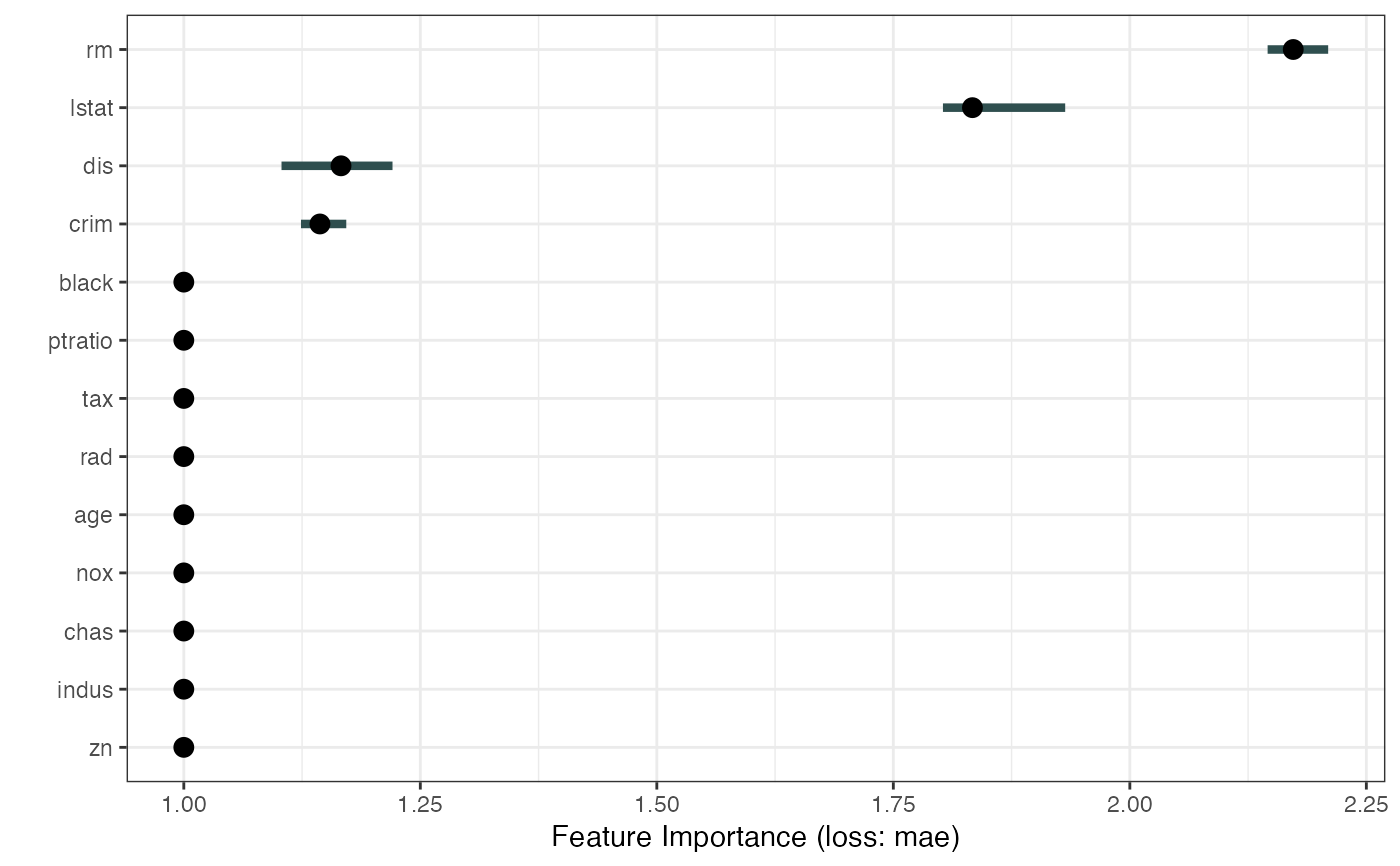 rm
lstat
dis
crim
black
ptratio
tax
rad
age
nox
chas
indus
zn
1.00 1.25 1.50 1.75 2.00 2.25
Feature Importance (loss: mae)